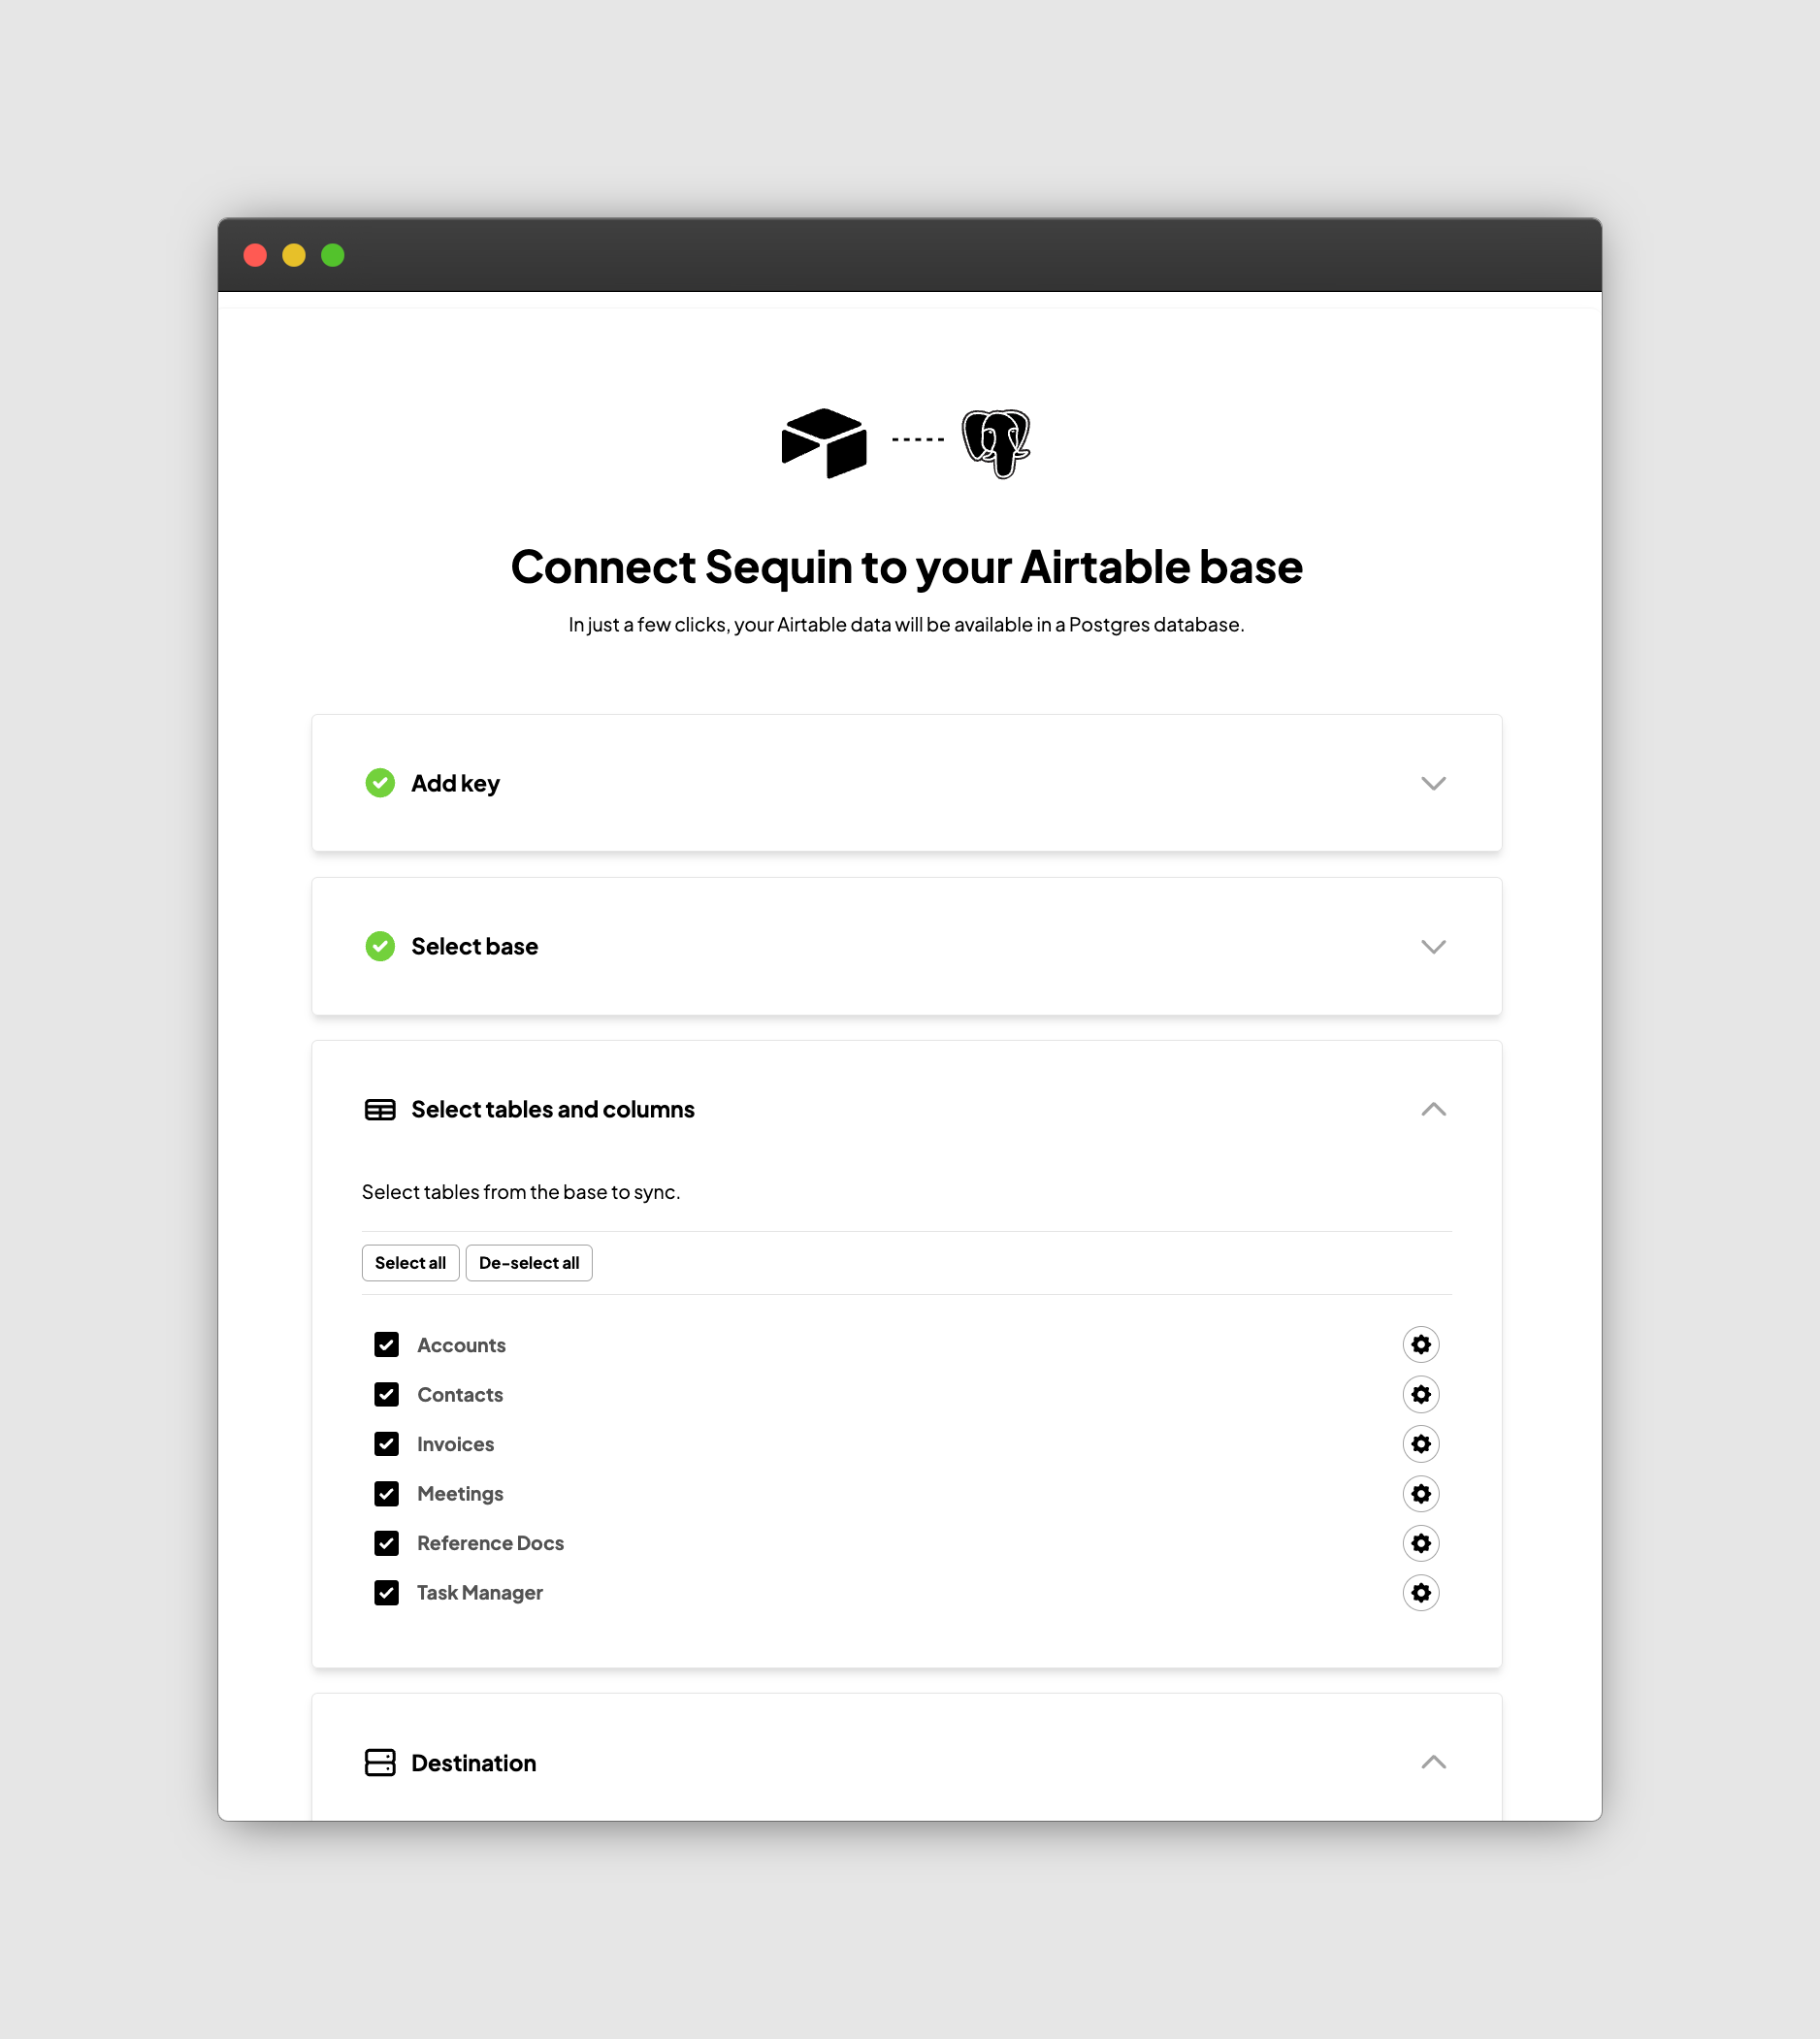 Connect Sequin to your Airtable base
In just a few clicks, your Airtable data will be available in a Postgres database.
Add key
Select base
Select tables and columns
Select tables from the base to sync.
Select all De-select all
Accounts
Contacts
Invoices
Meetings
Reference Docs
Task Manager
Destination